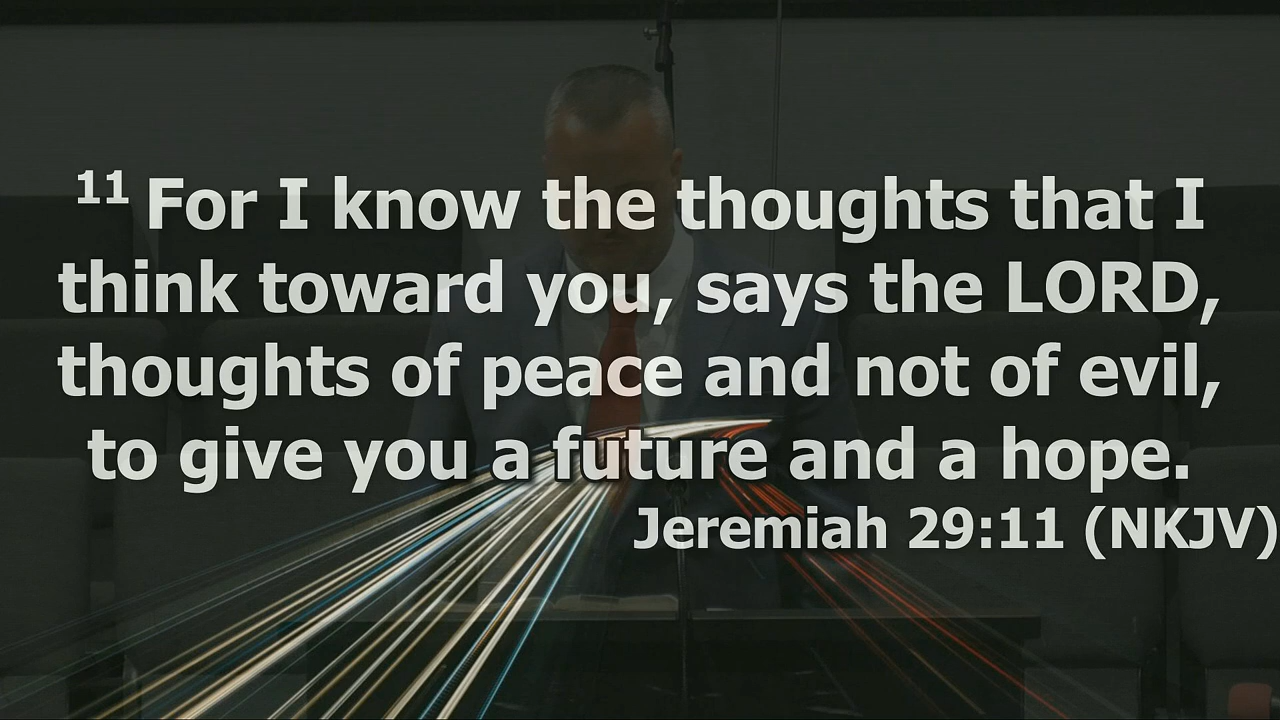 11 For I know the thoughts that I
think toward you, says the LORD,
thoughts of peace and not of evil,
to give you a future and a hope.
Jeremiah 29:11 (NKJV)